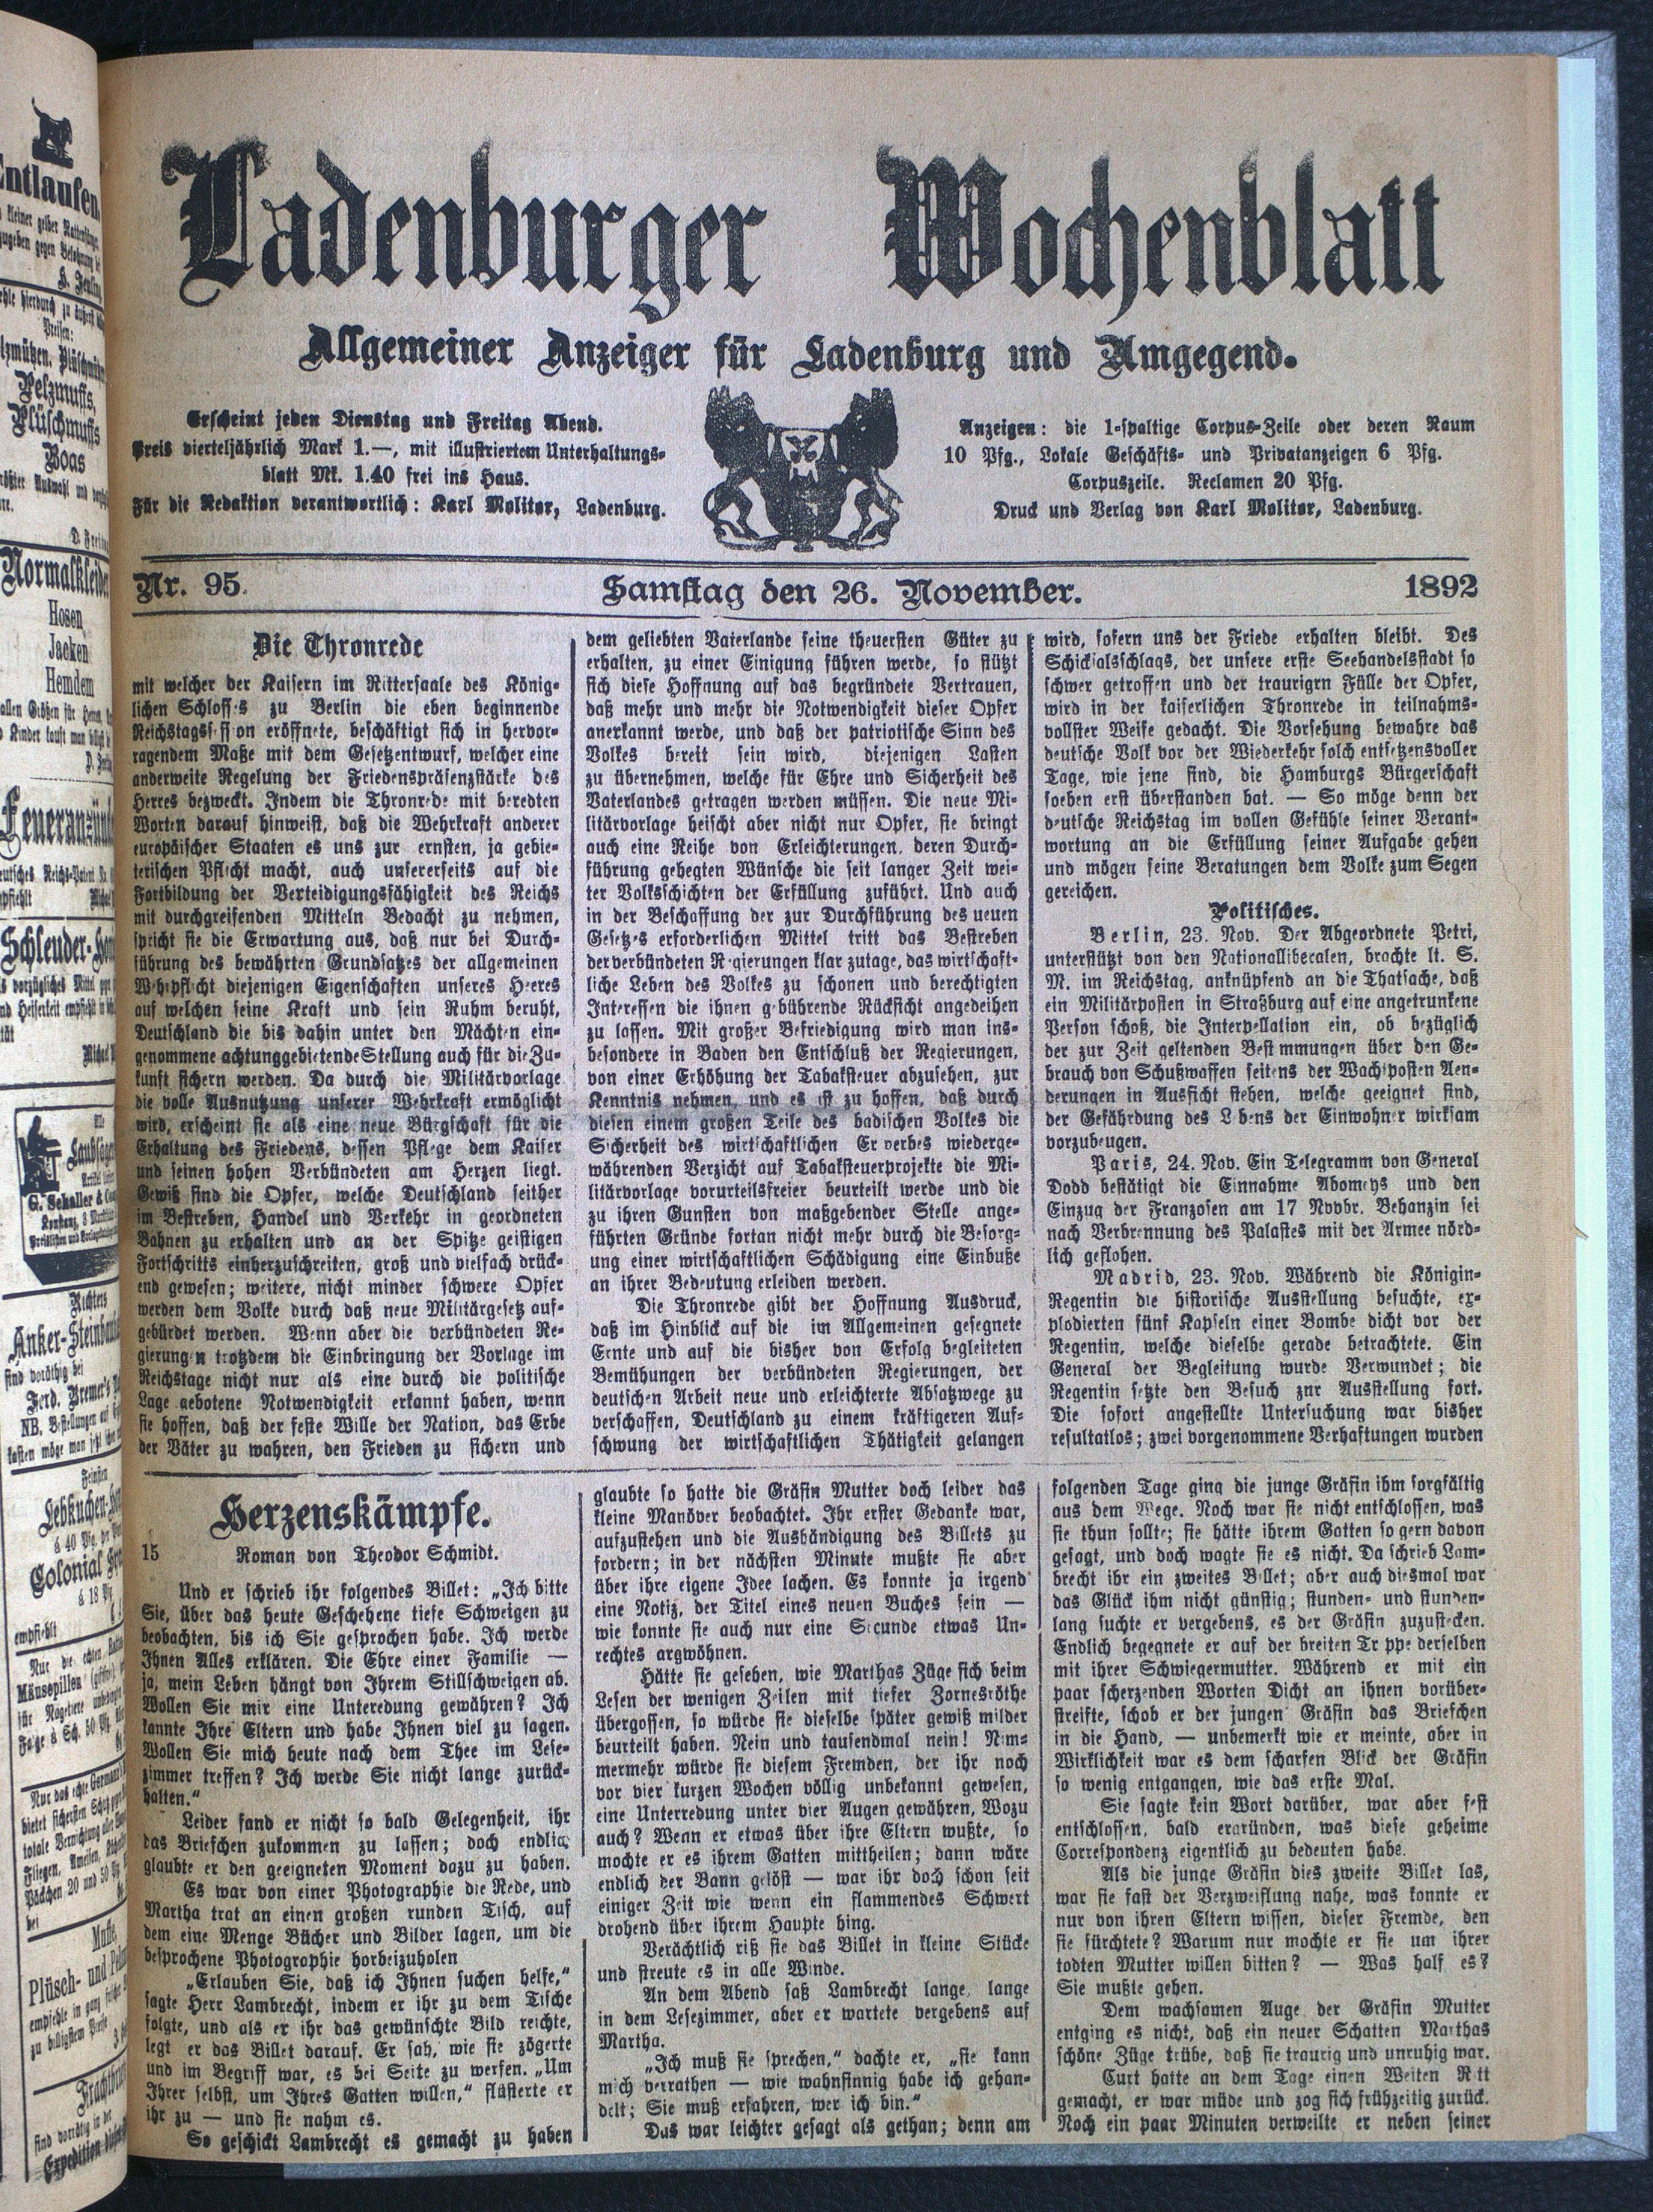 Ladenburger Wochenblatt
Allgemeiner Anzeiger für Ladenburg und Umgegend.
Erscheint jeden Dienstag und Freitag Abend.
Preis vierteljährlich Mark 1.—, mit illustriertem Unterhaltungs-
blatt Mk. 1.40 frei ins Haus.
Für die Redaktion verantwortlich: Karl Molitor, Ladenburg.
Anzeigen: die 1-spaltige Corpus-Zeile oder deren Raum
10 Pfg., Lokale Geschäfts- und Privatanzeigen 6 Pfg.
Corpuszeile. Reclamen 20 Pfg.
Druck und Verlag von Karl Molitor, Ladenburg.
Nr. 95. Samstag den 26. November. 1892
Die Thronrede
mit welcher der Kaisern im Rittersaale des König-
lichen Schloss's zu Berlin die eben beginnende
Reichstagssession eröffnete, beschäftigt sich in hervor-
ragendem Maße mit dem Gesetzentwurf, welcher eine
anderweite Regelung der Friedenspräsenzstärke des
Herres bezweckt. Indem die Thronrede mit beredten
Worten darauf hinweist, daß die Wehrkraft anderer
europäischer Staaten es uns zur ernsten, ja gebie-
terischen Pflicht macht, auch unsererseits auf die
Fortbildung der Verteidigungsfähigkeit des Reichs
mit durchgreifenden Mitteln Bedacht zu nehmen,
spricht sie die Erwartung aus, daß nur bei Durch-
führung des bewährten Grundsatzes der allgemeinen
Wehrpflicht diejenigen Eigenschaften unseres Heeres
auf welchen seine Kraft und sein Ruhm beruht,
Deutschland die bis dahin unter den Mächten ein-
genommene achtunggebietende Stellung auch für die Zu-
kunft sichern werden. Da durch die Militärvorlage
die volle Ausnutzung unserer Wehrkraft ermöglicht
wird, erscheint sie als eine neue Bürgschaft für die
Erhaltung des Friedens, dessen Pflege dem Kaiser
und seinen hohen Verbündeten am Herzen liegt.
Gewiß sind die Opfer, welche Deutschland seither
im Bestreben, Handel und Verkehr in geordneten
Bahnen zu erhalten und an der Spitze geistigen
Fortschritts einherzuschreiten, groß und vielfach drück-
end gewesen; weitere, nicht minder schwere Opfer
werden dem Volke durch daß neue Militärgesetz auf-
gebürdet werden. Wenn aber die verbündeten Re-
gierungen trotzdem die Einbringung der Vorlage im
Reichstage nicht nur als eine durch die politische
Lage gebotene Notwendigkeit erkannt haben, wenn
sie hoffen, daß der feste Wille der Nation, das Erbe
der Väter zu wahren, den Frieden zu sichern und
dem geliebten Vaterlande seine theuersten Güter zu
erhalten, zu einer Einigung führen werde, so stützt
sich diese Hoffnung auf das begründete Vertrauen,
daß mehr und mehr die Notwendigkeit dieser Opfer
anerkannt werde, und daß der patriotische Sinn des
Volkes bereit sein wird, diejenigen Lasten
zu übernehmen, welche für Ehre und Sicherheit des
Vaterlandes getragen werden müssen. Die neue Mi-
litärvorlage heischt aber nicht nur Opfer, sie bringt
auch eine Reihe von Erleichterungen, deren Durch-
führung gehegten Wünsche die seit langer Zeit wei-
ter Volksschichten der Erfüllung zuführt. Und auch
in der Beschaffung der zur Durchführung des neuen
Gesetzes erforderlichen Mittel tritt das Bestreben
der verbündeten Regierungen klar zutage, das wirtschaft-
liche Leben des Volkes zu schonen und berechtigten
Interessen die ihnen gebührende Rücksicht angedeihen
zu lassen. Mit großer Befriedigung wird man ins-
besondere in Baden den Entschluß der Regierungen,
von einer Erhöhung der Tabaksteuer abzusehen, zur
Kenntnis nehmen, und es ist zu hoffen, daß durch
diesen einem großen Teile des badischen Volkes die
Sicherheit des wirtschaftlichen Erwerbes wiederge-
währenden Verzicht auf Tabaksteuerprojekte die Mi-
litärvorlage vorurteilsfreier beurteilt werde und die
zu ihren Gunsten von maßgebender Stelle ange-
führten Gründe fortan nicht mehr durch die Besorg-
ung einer wirtschaftlichen Schädigung eine Einbuße
an ihrer Bedeutung erleiden werden.
Die Thronrede gibt der Hoffnung Ausdruck,
daß im Hinblick auf die im Allgemeinen gesegnete
Ernte und auf die bisher von Erfolg begleiteten
Bemühungen der verbündeten Regierungen, der
deutschen Arbeit neue und erleichterte Absatzwege zu
verschaffen, Deutschland zu einem kräftigeren Auf-
schwung der wirtschaftlichen Thätigkeit gelangen
wird, sofern uns der Friede erhalten bleibt. Des
Schicksalsschlags, der unsere erste Seehandelsstadt so
schwer getroffen und der traurigrn Fülle der Opfer,
wird in der kaiserlichen Thronrede in teilnahms-
vollster Weise gedacht. Die Vorsehung bewahre das
deutsche Volk vor der Wiederkehr solch entsetzensvoller
Tage, wie jene sind, die Hamburgs Bürgerschaft
soeben erst überstanden hat. — So möge denn der
deutsche Reichstag im vollen Gefühle seiner Verant-
wortung an die Erfüllung seiner Aufgabe gehen
und mögen seine Beratungen dem Volke zum Segen
gereichen.
Politisches.
Berlin, 23. Nov. Der Abgeordnete Petri,
unterstützt von den Nationalliberalen, brachte lt. S.
M. im Reichstag, anknüpfend an die Thatsache, daß
ein Militärposten in Straßburg auf eine angetrunkene
Person schoß, die Interpellation ein, ob bezüglich
der zur Zeit geltenden Bestimmungen über den Ge-
brauch von Schußwaffen seitens der Wachtposten Aen-
derungen in Aussicht stehen, welche geeignet sind,
der Gefährdung des Lebens der Einwohner wirksam
vorzubeugen.
Paris, 24. Nov. Ein Telegramm von General
Dodd bestätigt die Einnahme Abomeys und den
Einzug der Franzosen am 17 Novbr. Behanzin sei
nach Verbrennung des Palastes mit der Armee nörd-
lich geflohen.
Madrid, 23. Nov. Während die Königin-
Regentin die historische Ausstellung besuchte, ex-
plodierten fünf Kapseln einer Bombe dicht vor der
Regentin, welche dieselbe gerade betrachtete. Ein
General der Begleitung wurde Verwundet; die
Regentin setzte den Besuch znr Ausstellung fort.
Die sofort angestellte Untersuchung war bisher
resultatlos; zwei vorgenommene Verhaftungen wurden
Herzenskämpfe.
15 Roman von Theodor Schmidt.
Und er schrieb ihr folgendes Billet: „Ich bitte
Sie, über das heute Geschehene tiefe Schweigen zu
beobachten, bis ich Sie gesprochen habe. Ich werde
Ihnen Alles erklären. Die Ehre einer Familie —
ja, mein Leben hängt von Ihrem Stillschweigen ab.
Wollen Sie mir eine Unteredung gewähren? Ich
kannte Ihre Eltern und habe Ihnen viel zu sagen.
Wollen Sie mich heute nach dem Thee im Lese-
zimmer treffen? Ich werde Sie nicht lange zurück-
halten.“
Leider fand er nicht so bald Gelegenheit, ihr
das Briefchen zukommen zu lassen; doch endlich
glaubte er den geeigneten Moment dazu zu haben.
Es war von einer Photographie die Rede, und
Martha trat an einen großen runden Tisch, auf
dem eine Menge Bücher und Bilder lagen, um die
besprochene Photographie horbeizuholen
„Erlauben Sie, daß ich Ihnen suchen helfe,“
sagte Herr Lambrecht, indem er ihr zu dem Tische
folgte, und als er ihr das gewünschte Bild reichte,
legt er das Billet darauf. Er sah, wie sie zögerte
und im Begriff war, es bei Seite zu werfen. „Um
Ihrer selbst, um Ihres Gatten willen,“ flüsterte er
ihr zu — und sie nahm es.
So geschickt Lambrecht es gemacht zu haben
glaubte so hatte die Gräfin Mutter doch leider das
kleine Manöver beobachtet. Ihr erster Gedanke war,
aufzustehen und die Aushändigung des Billets zu
fordern; in der nächsten Minute mußte sie aber
über ihre eigene Idee lachen. Es konnte ja irgend
eine Notiz, der Titel eines neuen Buches sein —
wie konnte sie auch nur eine Secunde etwas Un-
rechtes argwöhnen.
Hätte sie gesehen, wie Marthas Züge sich beim
Lesen der wenigen Zeilen mit tiefer Zornesröthe
übergossen, so würde sie dieselbe später gewiß milder
beurteilt haben. Nein und tausendmal nein! Nim-
mermehr würde sie diesem Fremden, der ihr noch
vor vier kurzen Wochen völlig unbekannt gewesen,
eine Unterredung unter vier Augen gewähren, Wozu
auch? Wenn er etwas über ihre Eltern wußte, so
mochte er es ihrem Gatten mittheilen; dann wäre
endlich der Bann gelöst — war ihr doch schon seit
einiger Zeit wie wenn ein flammendes Schwert
drohend über ihrem Haupte hing.
Verächtlich riß sie das Billet in kleine Stücke
und streute es in alle Winde.
An dem Abend saß Lambrecht lange, lange
in dem Lesezimmer, aber er wartete vergebens auf
Martha.
„Ich muß sie sprechen,“ dachte er, „sie kann
mich verrathen — wie wahnsinnig habe ich gehan-
delt; Sie muß erfahren, wer ich bin.“
Das war leichter gesagt als gethan; denn am
folgenden Tage ging die junge Gräfin ihm sorgfältig
aus dem Wege. Noch war sie nicht entschlossen, was
sie thun sollte; sie hätte ihrem Gatten so gern davon
gesagt, und doch wagte sie es nicht. Da schrieb Lam-
brecht ihr ein zweites Billet; aber auch diesmal war
das Glück ihm nicht günstig; stunden- und stunden-
lang suchte er vergebens, es der Gräfin zuzustecken.
Endlich begegnete er auf der breiten Treppe derselben
mit ihrer Schwiegermutter. Während er mit ein
paar scherzenden Worten Dicht an ihnen vorüber-
streifte, schob er der jungen Gräfin das Briefchen
in die Hand, — unbemerkt wie er meinte, aber in
Wirklichkeit war es dem scharfen Blick der Gräfin
so wenig entgangen, wie das erste Mal.
Sie sagte kein Wort darüber, war aber fest
entschlossen, bald ergründen, was diese geheime
Correspondenz eigentlich zu bedeuten habe.
Als die junge Gräfin dies zweite Billet las,
war sie fast der Verzweiflung nahe, was konnte er
nur von ihren Eltern wissen, dieser Fremde, den
sie fürchtete? Warum nur mochte er sie um ihrer
todten Mutter willen bitten? — Was half es?
Sie mußte gehen.
Dem wachsamen Auge der Gräfin Mutter
entging es nicht, daß ein neuer Schatten Marthas
schöne Züge trübe, daß sie traurig und unruhig war.
Curt hatte an dem Tage einen Weiten Ritt
gemacht, er war müde und zog sich frühzeitig zurück.
Noch ein paar Minuten verweilte er neben seiner
Entlaufen
kleiner gelber
Preisen:
Pelzmuffs,
Plüschmuffs
Boas
Normalkleider
Hosen,
Jacken
Hemdem
G. Schaller &
Richters
Anker-Steinbau
sind vorräthig bei
Ferd. Bremer's
NB. Bestellungen auf
kasten möge man jetzt schon
Feinsten
Lebkuchen-
à 40 Pfg. per
Colonial
à 18
empfiehlt
Nur die echten
Mäusepillen
für Nagetiere
Nur das echte
Fliegen, Ameisen,
Päckchen 20 und 50
bei
Muffe,
Plüsch- und
empfehle in ganz
zu billigstem Preise
sind vorrätig in der
Expedition